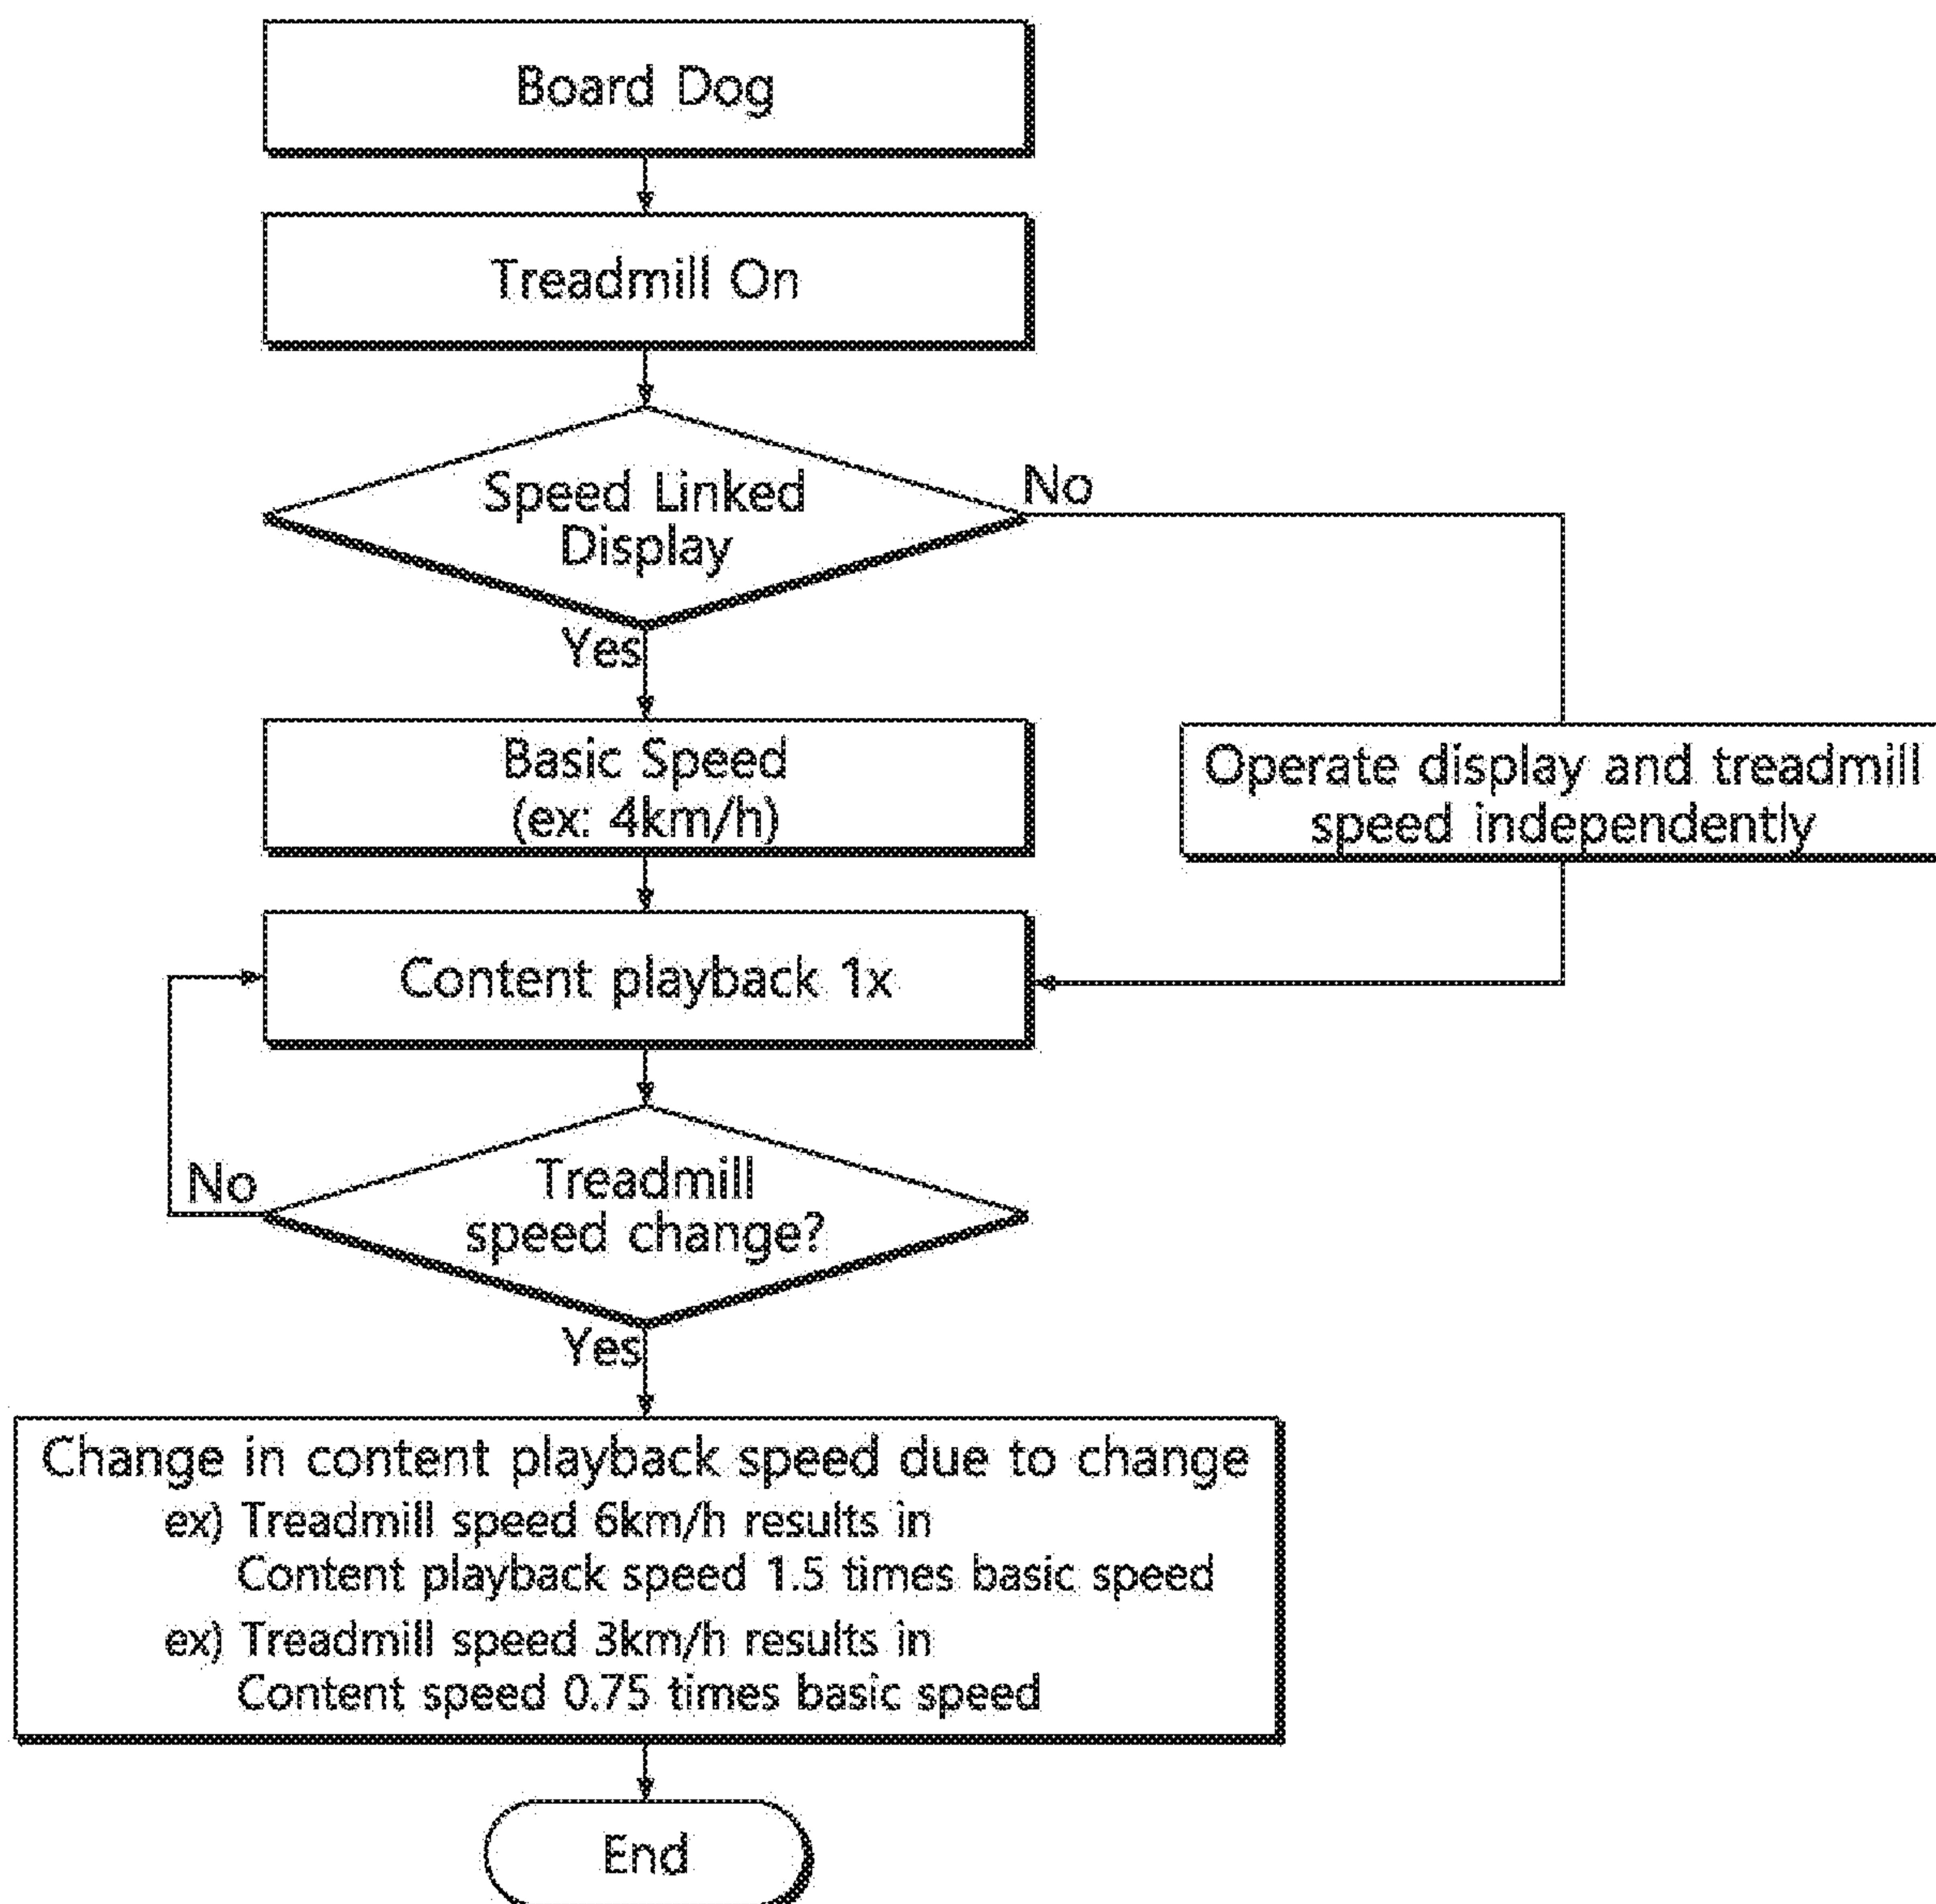 Board Dog
Treadmill On
Speed Linked
Display
No
Yes
Basic Speed
(ex: 4km/h)
Operate display and treadmill
speed independently
Content playback 1x
Treadmill
speed change?
No
Yes
Change in content playback speed due to change
ex) Treadmill speed 6km/h results in
Content playback speed 1.5 times basic speed
ex) Treadmill speed 3km/h results in
Content speed 0.75 times basic speed
End